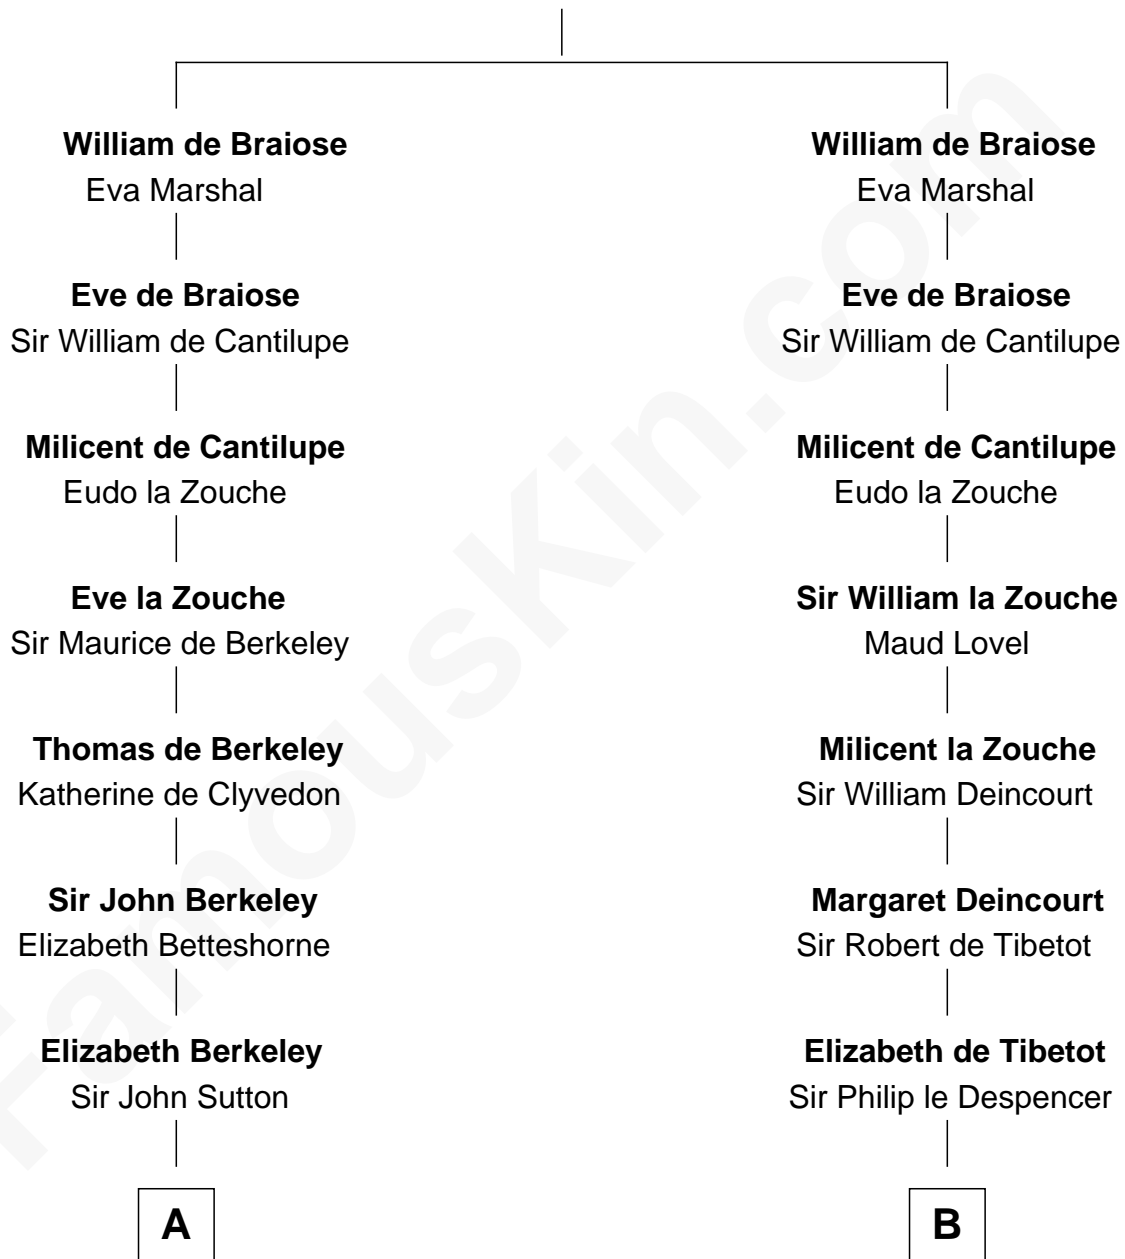 William de Braiose
Eva Marshal
Eve de Braiose
Sir William de Cantilupe
Milicent de Cantilupe
Eudo la Zouche
Eve la Zouche
Sir Maurice de Berkeley
Thomas de Berkeley
Katherine de Clyvedon
Sir John Berkeley
Elizabeth Betteshorne
Elizabeth Berkeley
Sir John Sutton
A
William de Braiose
Eva Marshal
Eve de Braiose
Sir William de Cantilupe
Milicent de Cantilupe
Eudo la Zouche
Sir William la Zouche
Maud Lovel
Milicent la Zouche
Sir William Deincourt
Margaret Deincourt
Sir Robert de Tibetot
Elizabeth de Tibetot
Sir Philip le Despencer
B
FamousKin.com